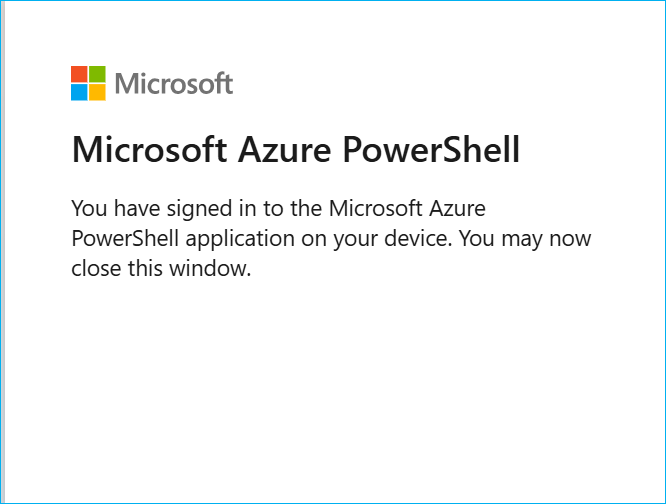 Microsoft
Microsoft Azure PowerShell
You have signed in to the Microsoft Azure
PowerShell application on your device. You may now
close this window.